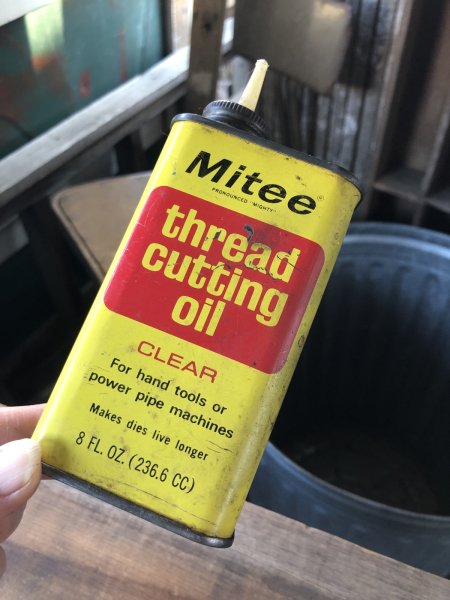 Mitee®
PRONOUNCED "MIGHTY"
thread
cutting
oil
CLEAR
For hand tools or
power pipe machines
Makes dies live longer
8 FL. OZ. (236.6 CC)